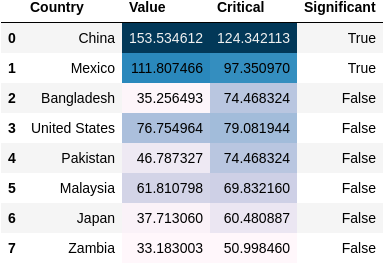 Country Value Critical Significant
0 China 153.534612 124.342113 True
1 Mexico 111.807466 97.350970 True
2 Bangladesh 35.256493 74.468324 False
3 United States 76.754964 79.081944 False
4 Pakistan 46.787327 74.468324 False
5 Malaysia 61.810798 69.832160 False
6 Japan 37.713060 60.480887 False
7 Zambia 33.183003 50.998460 False